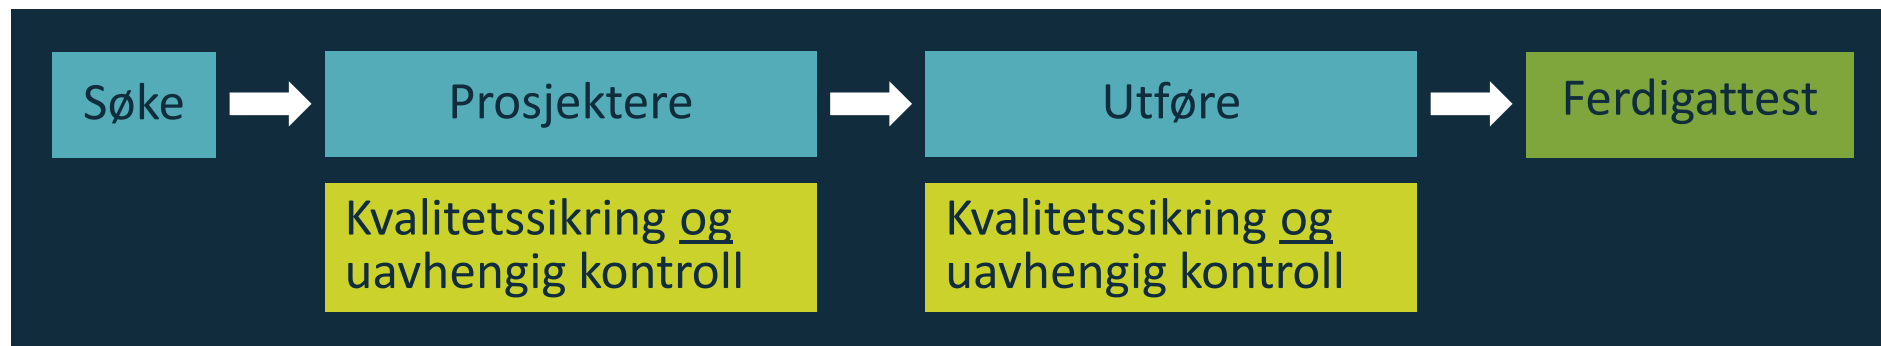 Søke
Prosjektere
Utføre
Ferdigattest
Kvalitetssikring og
uavhengig kontroll
Kvalitetssikring og
uavhengig kontroll